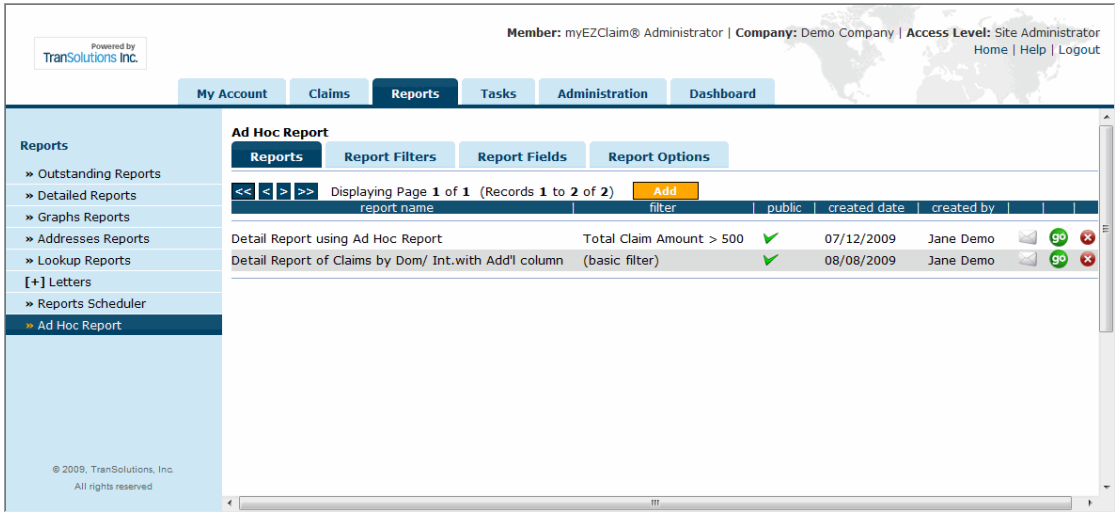 Member: myEZClaim® Administrator | Company: Demo Company | Access Level: Site Administrator
Home | Help | Logout
Powered by
TranSolutions Inc.
My Account Claims Reports Tasks Administration Dashboard
Reports
» Outstanding Reports
» Detailed Reports
» Graphs Reports
» Addresses Reports
» Lookup Reports
[+] Letters
» Reports Scheduler
» Ad Hoc Report
© 2009, TranSolutions, Inc.
All rights reserved
Ad Hoc Report
Reports Report Filters Report Fields Report Options
<< < > >> Displaying Page 1 of 1 (Records 1 to 2 of 2) Add
report name | filter | public | created date | created by | | |
Detail Report using Ad Hoc Report Total Claim Amount > 500 07/12/2009 Jane Demo go
Detail Report of Claims by Dom/ Int.with Add'l column (basic filter) 08/08/2009 Jane Demo go